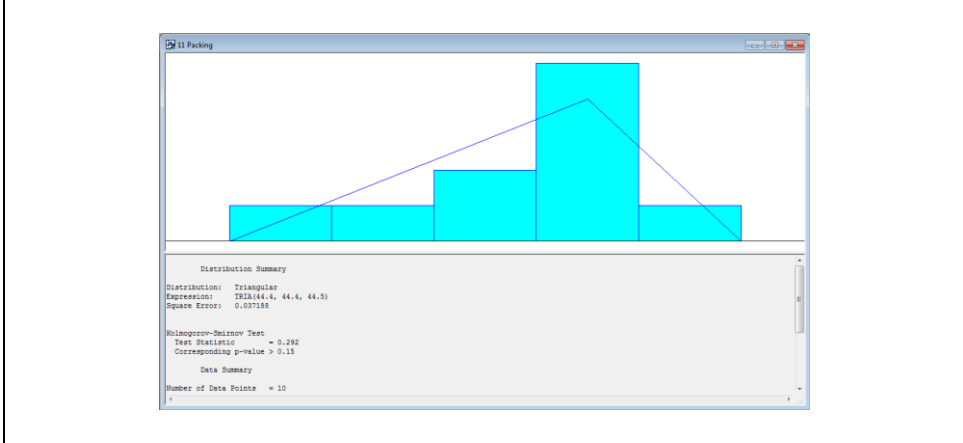 11 Packing
Distribution Summary
Distribution: Triangular
Expression: TRIA(44.4, 44.4, 44.5)
Square Error: 0.037188
Kolmogorov-Smirnov Test
Test Statistic = 0.292
Corresponding p-value > 0.15
Data Summary
Number of Data Points = 10